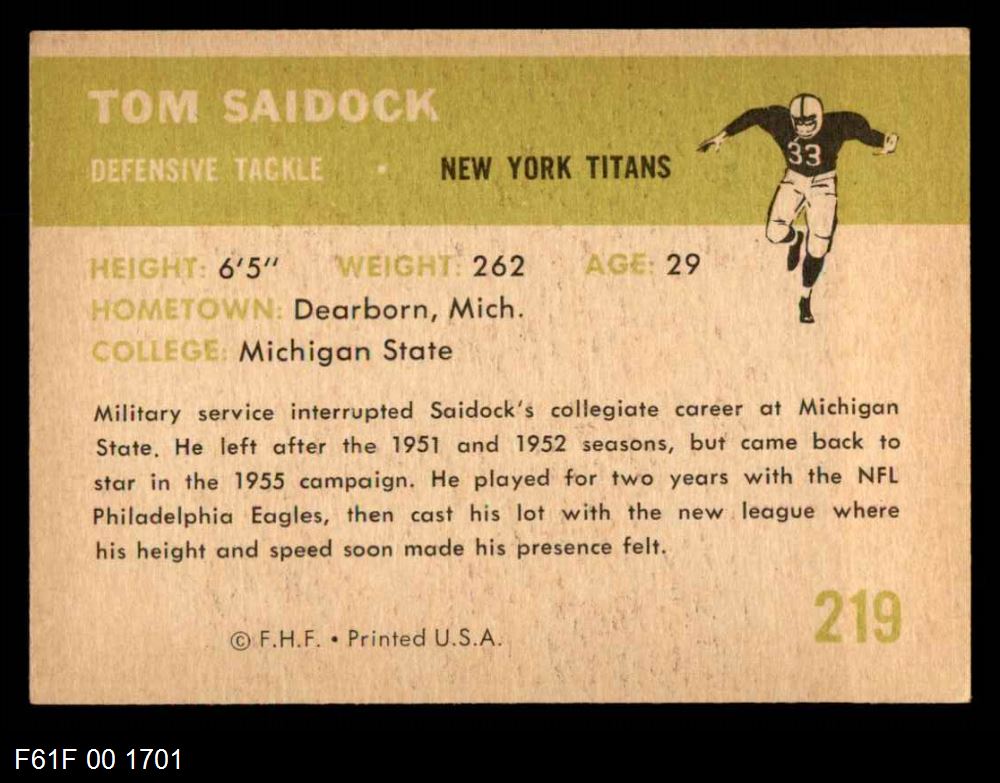 TOM SAIDOCK
DEFENSIVE TACKLE • NEW YORK TITANS
33
HEIGHT: 6'5" WEIGHT: 262 AGE: 29
HOMETOWN: Dearborn, Mich.
COLLEGE: Michigan State
Military service interrupted Saidock's collegiate career at Michigan
State. He left after the 1951 and 1952 seasons, but came back to
star in the 1955 campaign. He played for two years with the NFL
Philadelphia Eagles, then cast his lot with the new league where
his height and speed soon made his presence felt.
219
© F.H.F. • Printed U.S.A.
F61F 00 1701